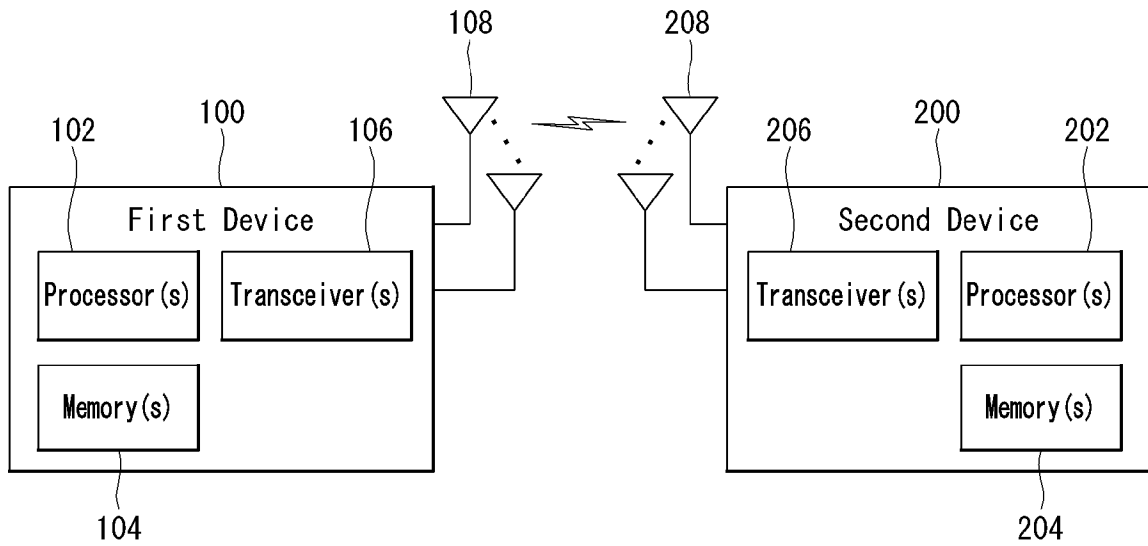 108
208
102
100
106
206
200
202
First Device
Second Device
Processor(s)
Transceiver(s)
Transceiver(s)
Processor(s)
Memory(s)
Memory(s)
104
204